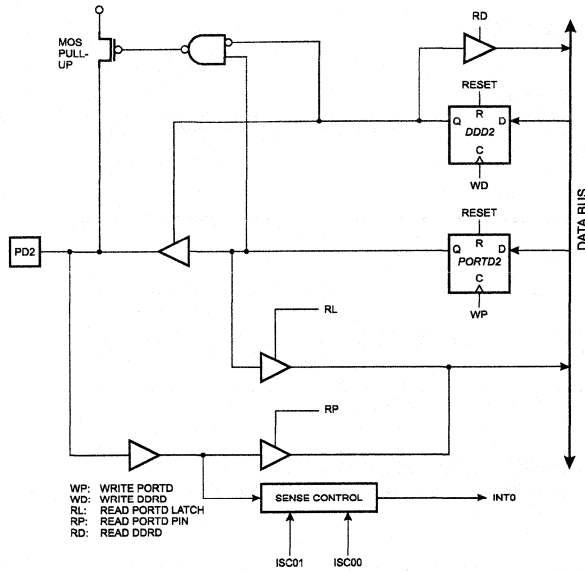 RD
MOS
PULL-
UP
RESET
Q R D
DDD2
C
WD
RESET
DATA BUS
PD2
Q R D
PORTD2
C
WP
RL
RP
WP: WRITE PORTD
WD: WRITE DDRD
RL: READ PORTD LATCH
RP: READ PORTD PIN
RD: READ DDRD
SENSE CONTROL
INT0
ISC01 ISC00